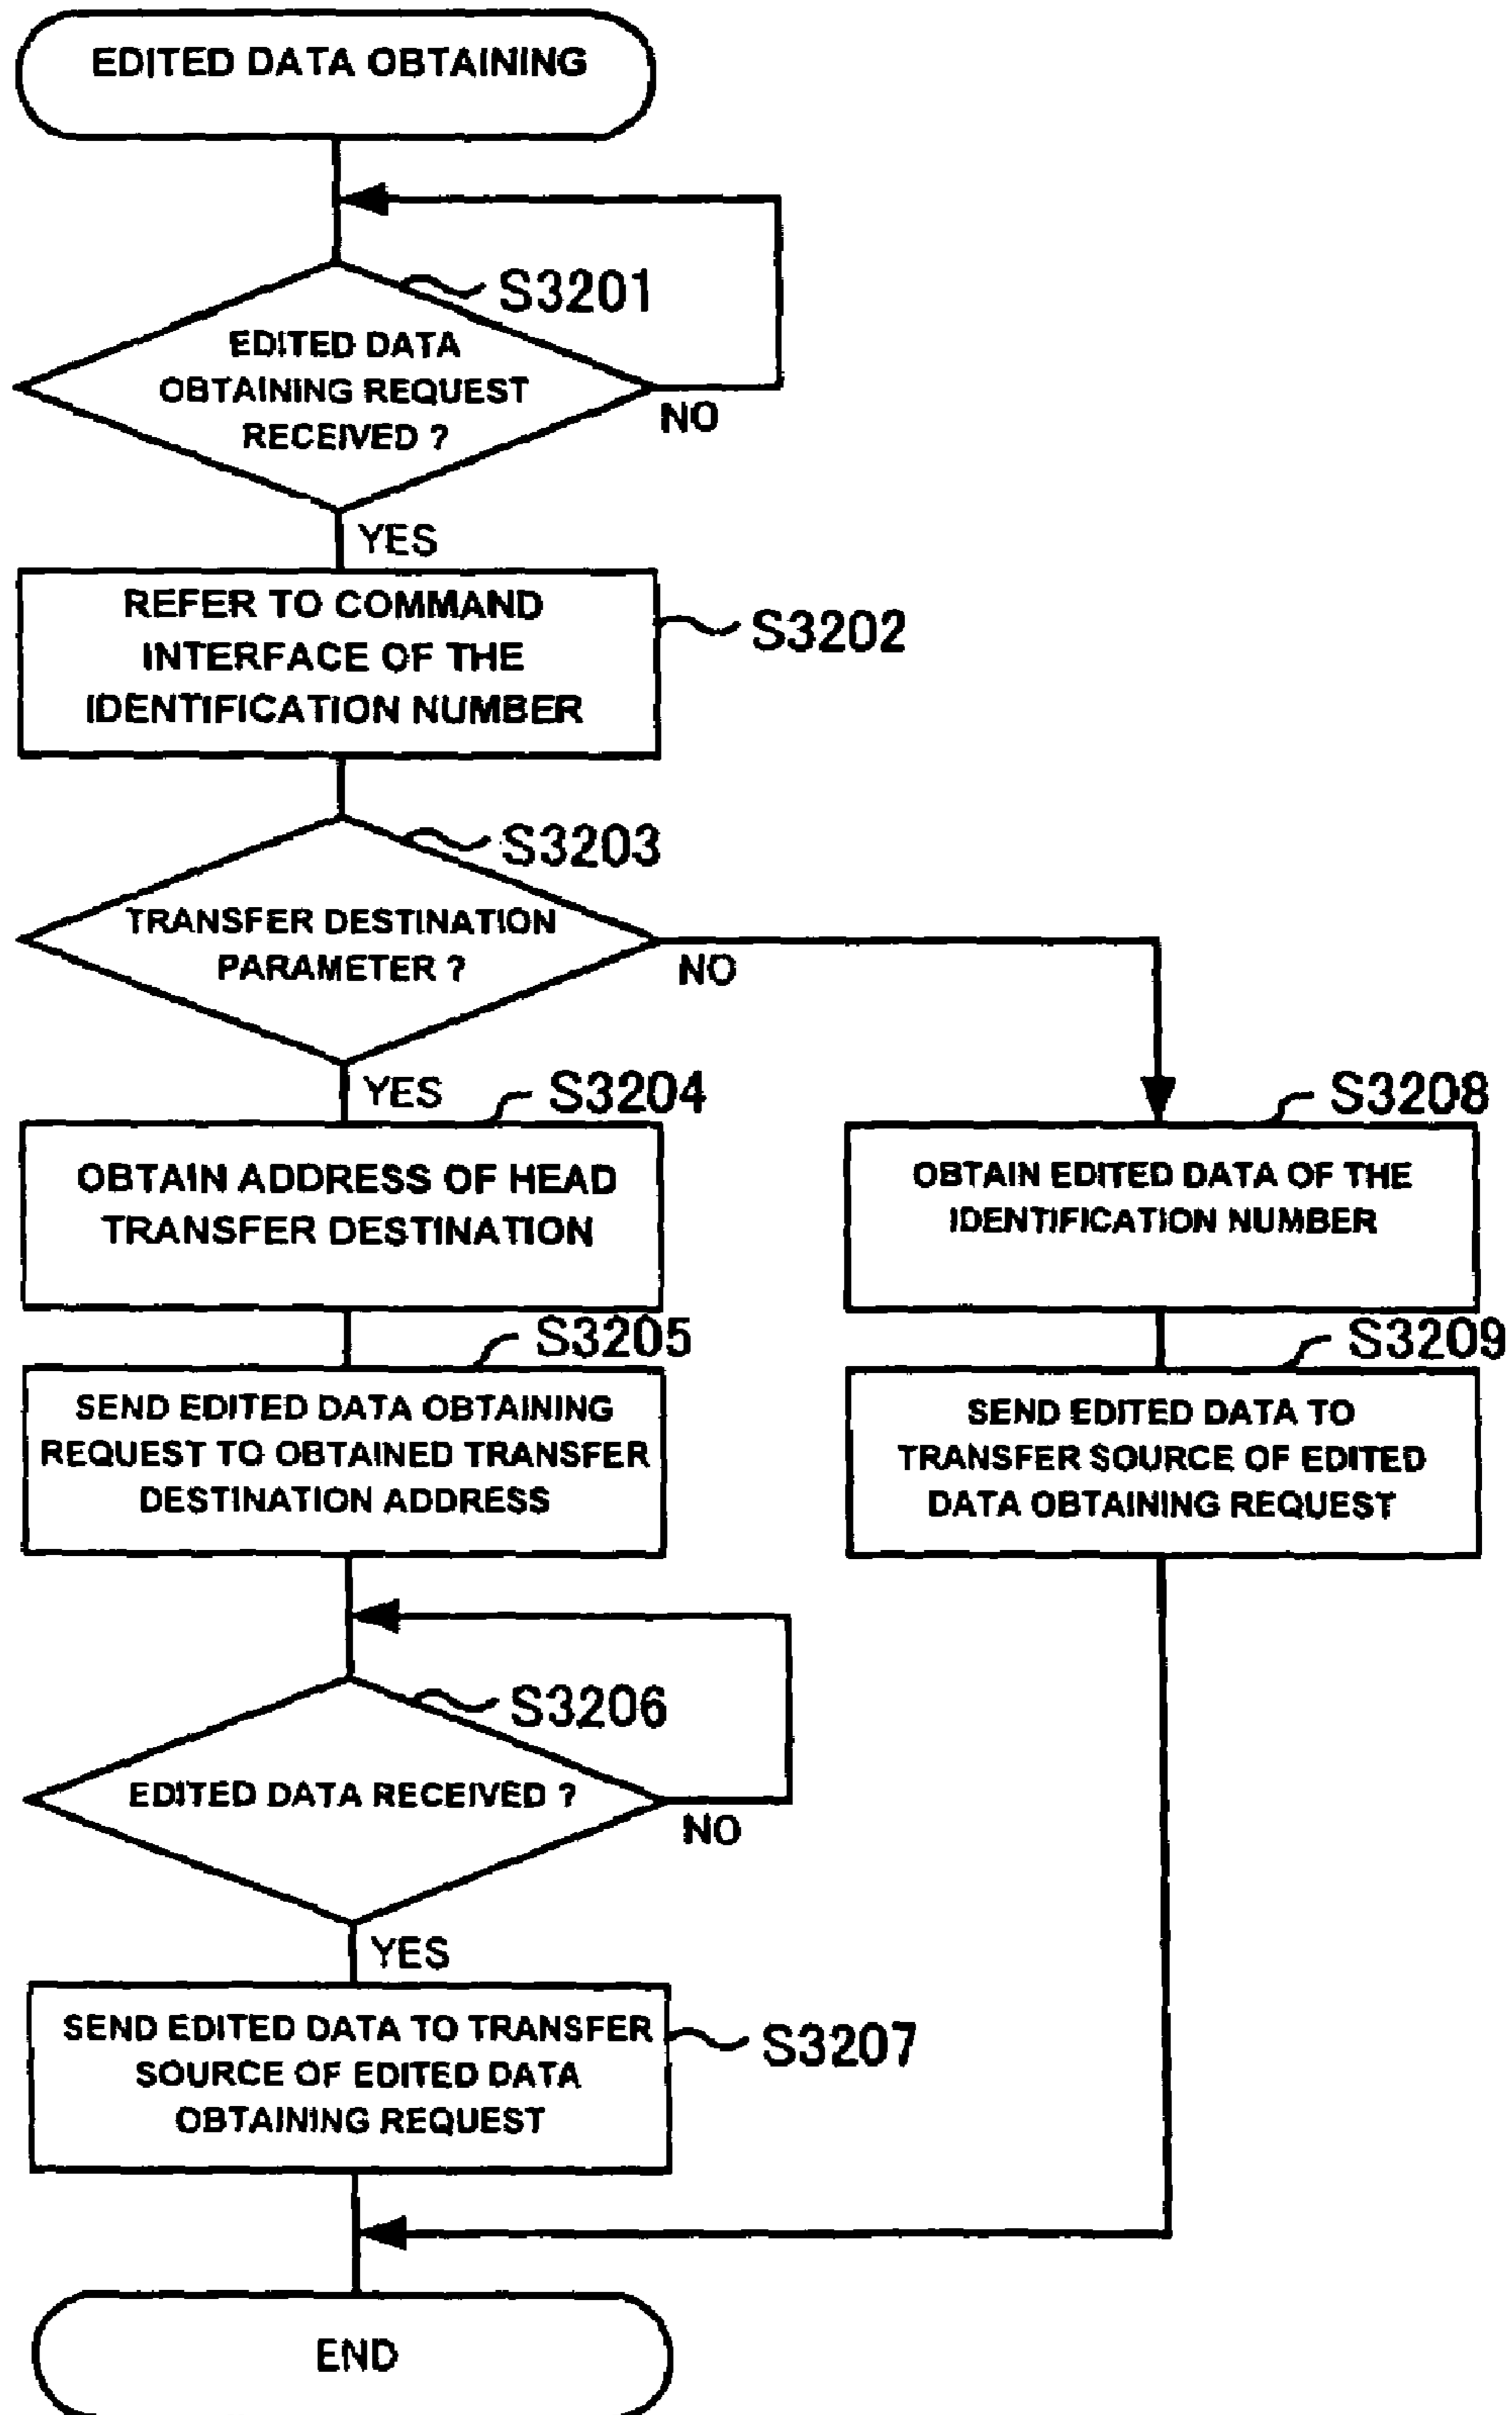 EDITED DATA OBTAINING
S3201
EDITED DATA
OBTAINING REQUEST
RECEIVED ?
NO
YES
REFER TO COMMAND
INTERFACE OF THE
IDENTIFICATION NUMBER
S3202
S3203
TRANSFER DESTINATION
PARAMETER ?
NO
YES
S3204
OBTAIN ADDRESS OF HEAD
TRANSFER DESTINATION
S3208
OBTAIN EDITED DATA OF THE
IDENTIFICATION NUMBER
S3205
SEND EDITED DATA OBTAINING
REQUEST TO OBTAINED TRANSFER
DESTINATION ADDRESS
S3209
SEND EDITED DATA TO
TRANSFER SOURCE OF EDITED
DATA OBTAINING REQUEST
S3206
EDITED DATA RECEIVED ?
NO
YES
SEND EDITED DATA TO TRANSFER
SOURCE OF EDITED DATA
OBTAINING REQUEST
S3207
END